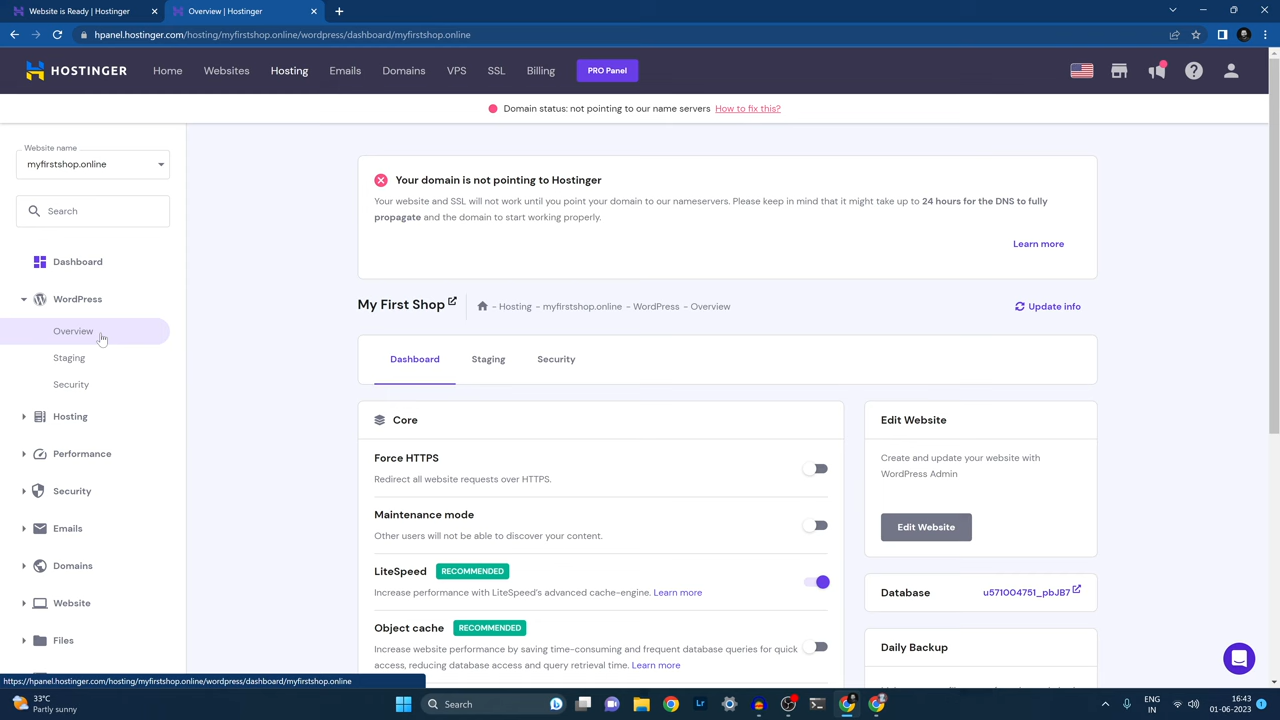 Website is Ready | Hostinger
Overview | Hostinger
hpanel.hostinger.com/hosting/myfirstshop.online/wordpress/dashboard/myfirstshop.online
HOSTINGER
Home
Websites
Hosting
Emails
Domains
VPS
SSL
Billing
PRO Panel
Domain status: not pointing to our name servers How to fix this?
Website name
myfirstshop.online
Search
Dashboard
WordPress
Overview
Staging
Security
Hosting
Performance
Security
Emails
Domains
Website
Files
Your domain is not pointing to Hostinger
Your website and SSL will not work until you point your domain to our nameservers. Please keep in mind that it might take up to 24 hours for the DNS to fully
propagate and the domain to start working properly.
Learn more
My First Shop
- Hosting - myfirstshop.online - WordPress - Overview
Update info
Dashboard
Staging
Security
Core
Force HTTPS
Redirect all website requests over HTTPS.
Maintenance mode
Other users will not be able to discover your content.
LiteSpeed RECOMMENDED
Increase performance with LiteSpeed's advanced cache-engine. Learn more
Object cache RECOMMENDED
Increase website performance by saving time-consuming and frequent database queries for quick
access, reducing database access and query retrieval time. Learn more
Edit Website
Create and update your website with
WordPress Admin
Edit Website
Database
u571004751_pbJB7
Daily Backup
https://hpanel.hostinger.com/hosting/myfirstshop.online/wordpress/dashboard/myfirstshop.online
33°C
Partly sunny
Search
Lr
ENG
IN
16:43
01-06-2023